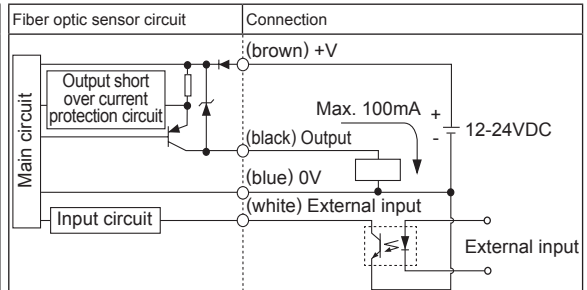 Fiber optic sensor circuit
Connection
(brown) +V
Output short
over current
protection circuit
Main circuit
Max. 100mA
+
-
12-24VDC
(black) Output
(blue) 0V
(white) External input
Input circuit
External input